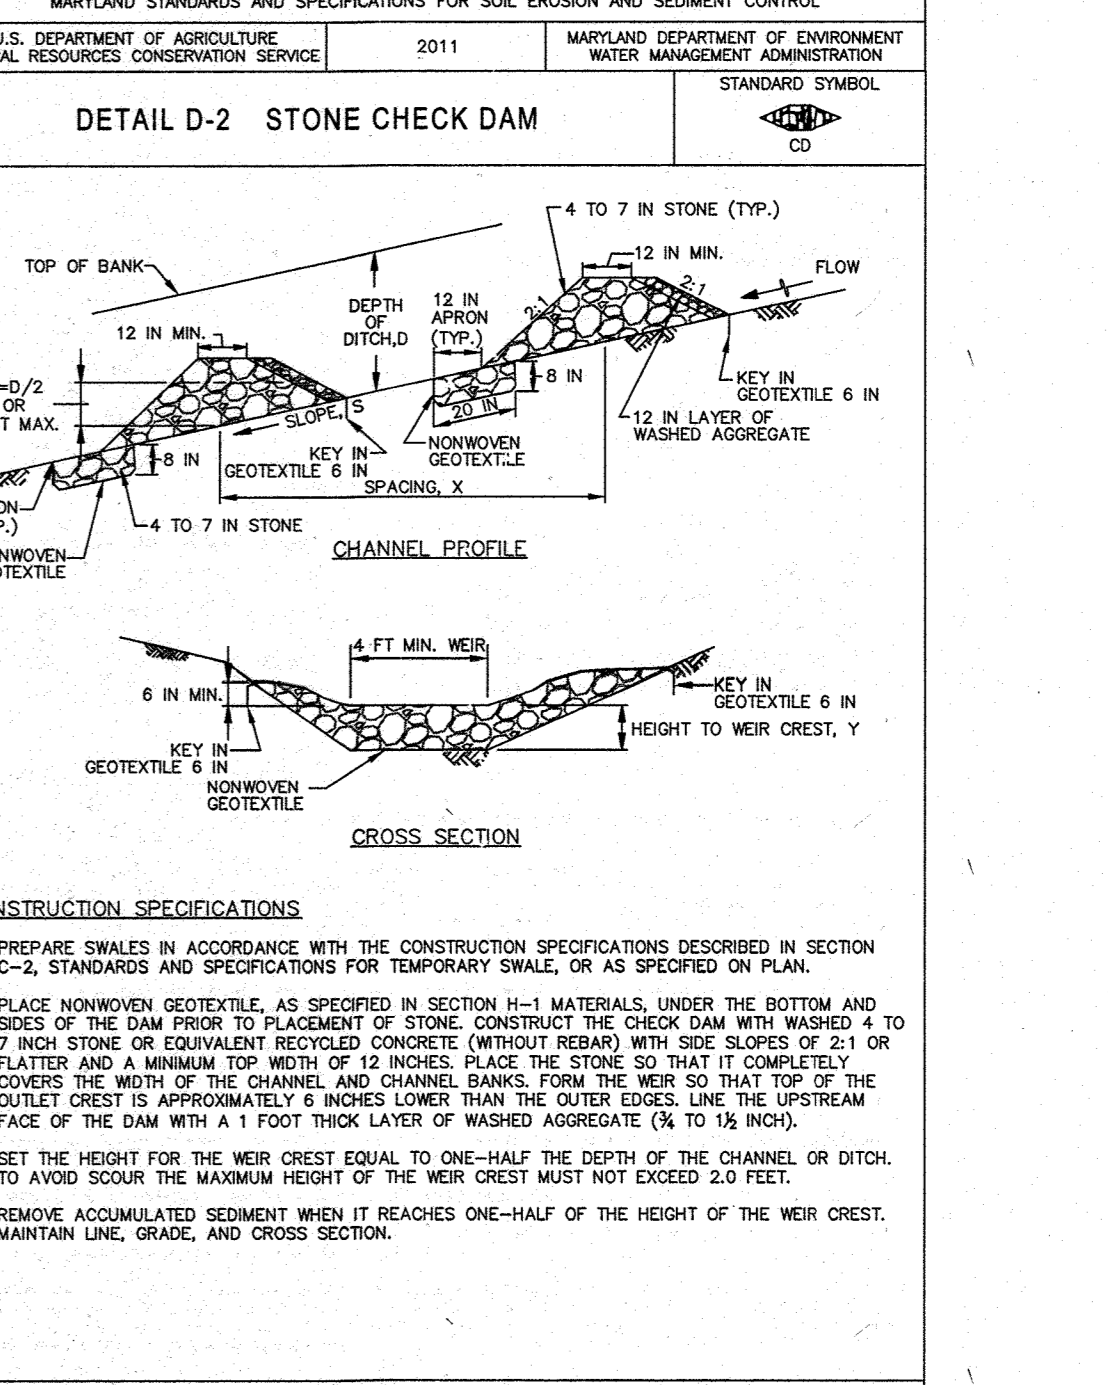 MARYLAND STANDARDS AND SPECIFICATIONS FOR SOIL EROSION AND SEDIMENT CONTROL
U.S. DEPARTMENT OF AGRICULTURE
AL RESOURCES CONSERVATION SERVICE
2011
MARYLAND DEPARTMENT OF ENVIRONMENT
WATER MANAGEMENT ADMINISTRATION
DETAIL D-2 STONE CHECK DAM
STANDARD SYMBOL
CD
4 TO 7 IN STONE (TYP.)
12 IN MIN.
FLOW
TOP OF BANK
2:1
2:1
DEPTH
OF
DITCH,D
12 IN
APRON
(TYP.)
12 IN MIN.
=D/2
OR
T MAX.
8 IN
20 IN
KEY IN
GEOTEXTILE 6 IN
12 IN LAYER OF
WASHED AGGREGATE
SLOPE, S
NONWOVEN
GEOTEXTILE
8 IN
KEY IN
GEOTEXTILE 6 IN
SPACING, X
ON
P.)
4 TO 7 IN STONE
NWOVEN
OTEXTILE
CHANNEL PROFILE
4 FT MIN. WEIR
6 IN MIN.
KEY IN
GEOTEXTILE 6 IN
HEIGHT TO WEIR CREST, Y
KEY IN
GEOTEXTILE 6 IN
NONWOVEN
GEOTEXTILE
CROSS SECTION
NSTRUCTION SPECIFICATIONS
PREPARE SWALES IN ACCORDANCE WITH THE CONSTRUCTION SPECIFICATIONS DESCRIBED IN SECTION
C-2, STANDARDS AND SPECIFICATIONS FOR TEMPORARY SWALE, OR AS SPECIFIED ON PLAN.
PLACE NONWOVEN GEOTEXTILE, AS SPECIFIED IN SECTION H-1 MATERIALS, UNDER THE BOTTOM AND
SIDES OF THE DAM PRIOR TO PLACEMENT OF STONE. CONSTRUCT THE CHECK DAM WITH WASHED 4 TO
7 INCH STONE OR EQUIVALENT RECYCLED CONCRETE (WITHOUT REBAR) WITH SIDE SLOPES OF 2:1 OR
FLATTER AND A MINIMUM TOP WIDTH OF 12 INCHES. PLACE THE STONE SO THAT IT COMPLETELY
COVERS THE WIDTH OF THE CHANNEL AND CHANNEL BANKS. FORM THE WEIR SO THAT TOP OF THE
OUTLET CREST IS APPROXIMATELY 6 INCHES LOWER THAN THE OUTER EDGES. LINE THE UPSTREAM
FACE OF THE DAM WITH A 1 FOOT THICK LAYER OF WASHED AGGREGATE (¾ TO 1½ INCH).
SET THE HEIGHT FOR THE WEIR CREST EQUAL TO ONE-HALF THE DEPTH OF THE CHANNEL OR DITCH.
TO AVOID SCOUR THE MAXIMUM HEIGHT OF THE WEIR CREST MUST NOT EXCEED 2.0 FEET.
REMOVE ACCUMULATED SEDIMENT WHEN IT REACHES ONE-HALF OF THE HEIGHT OF THE WEIR CREST.
MAINTAIN LINE, GRADE, AND CROSS SECTION.